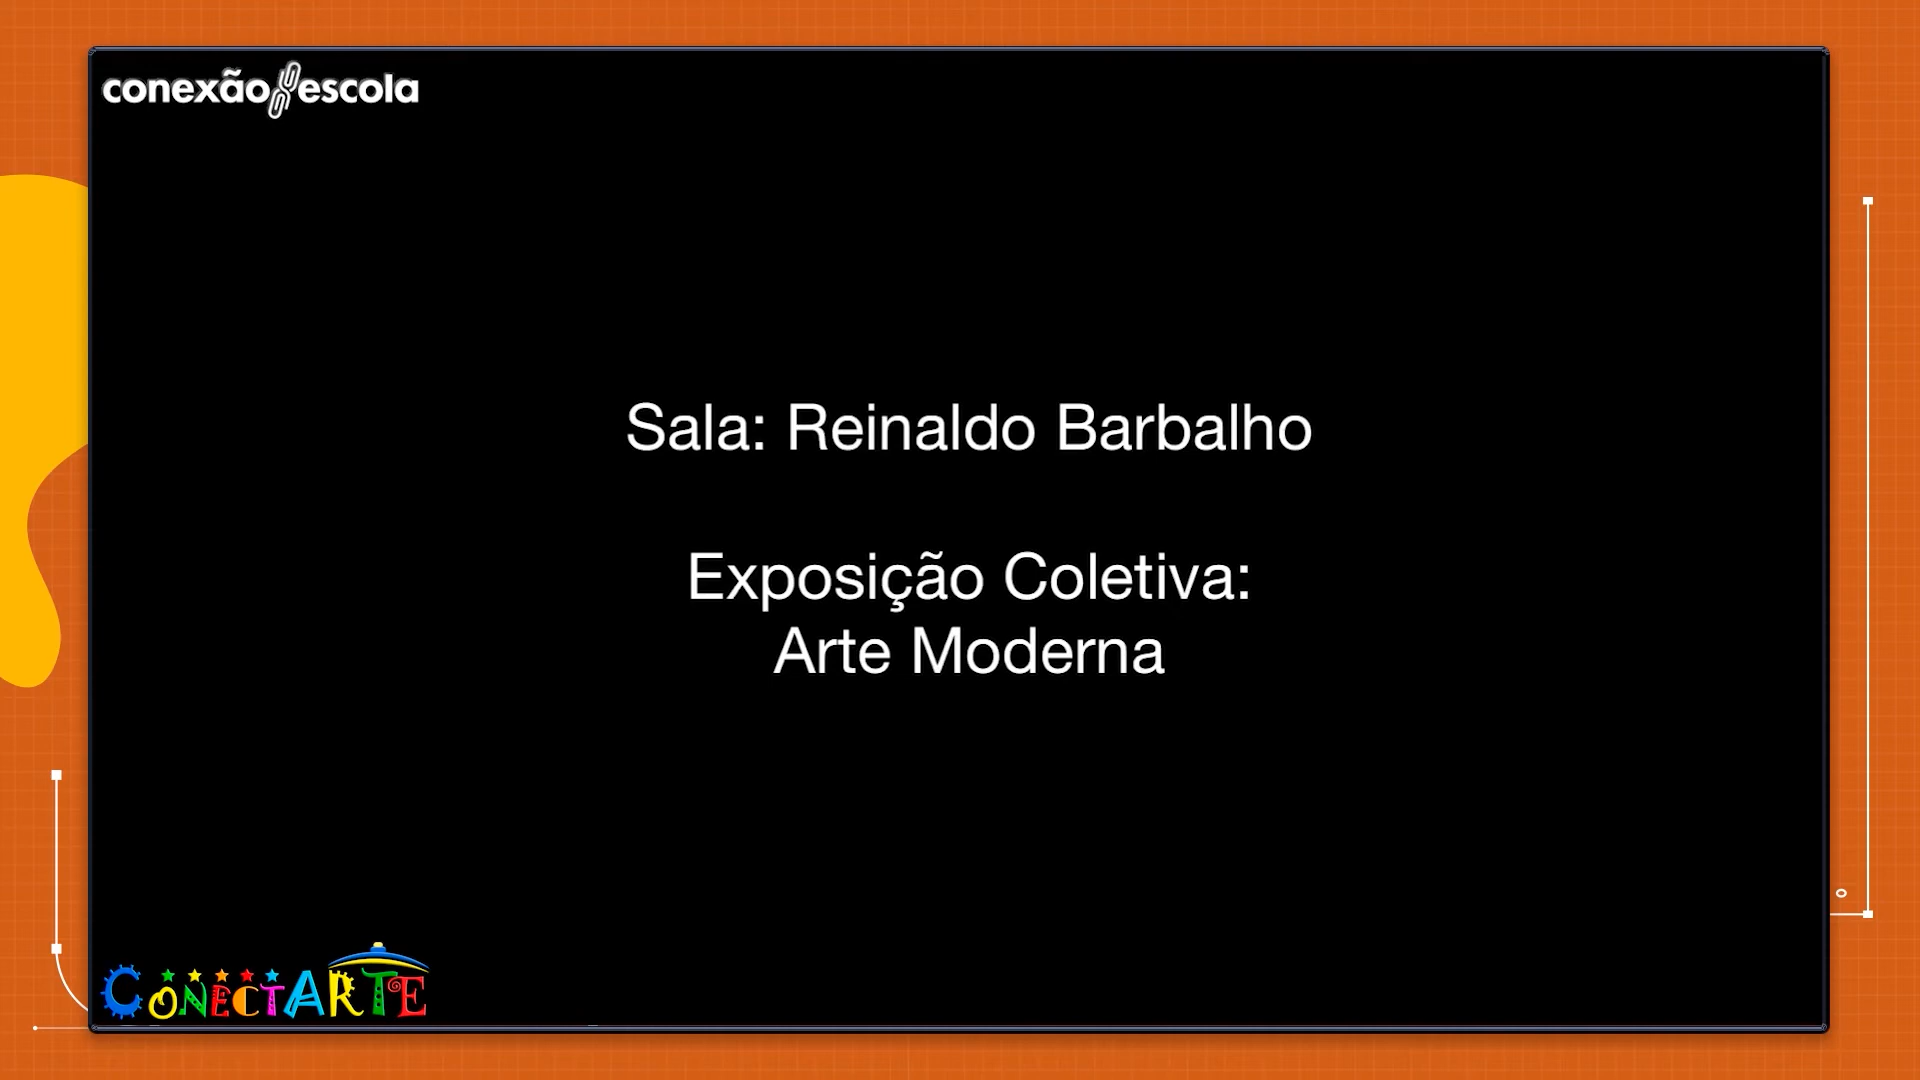 conexão escola
Sala: Reinaldo Barbalho
Exposição Coletiva:
Arte Moderna
CONECTARTE